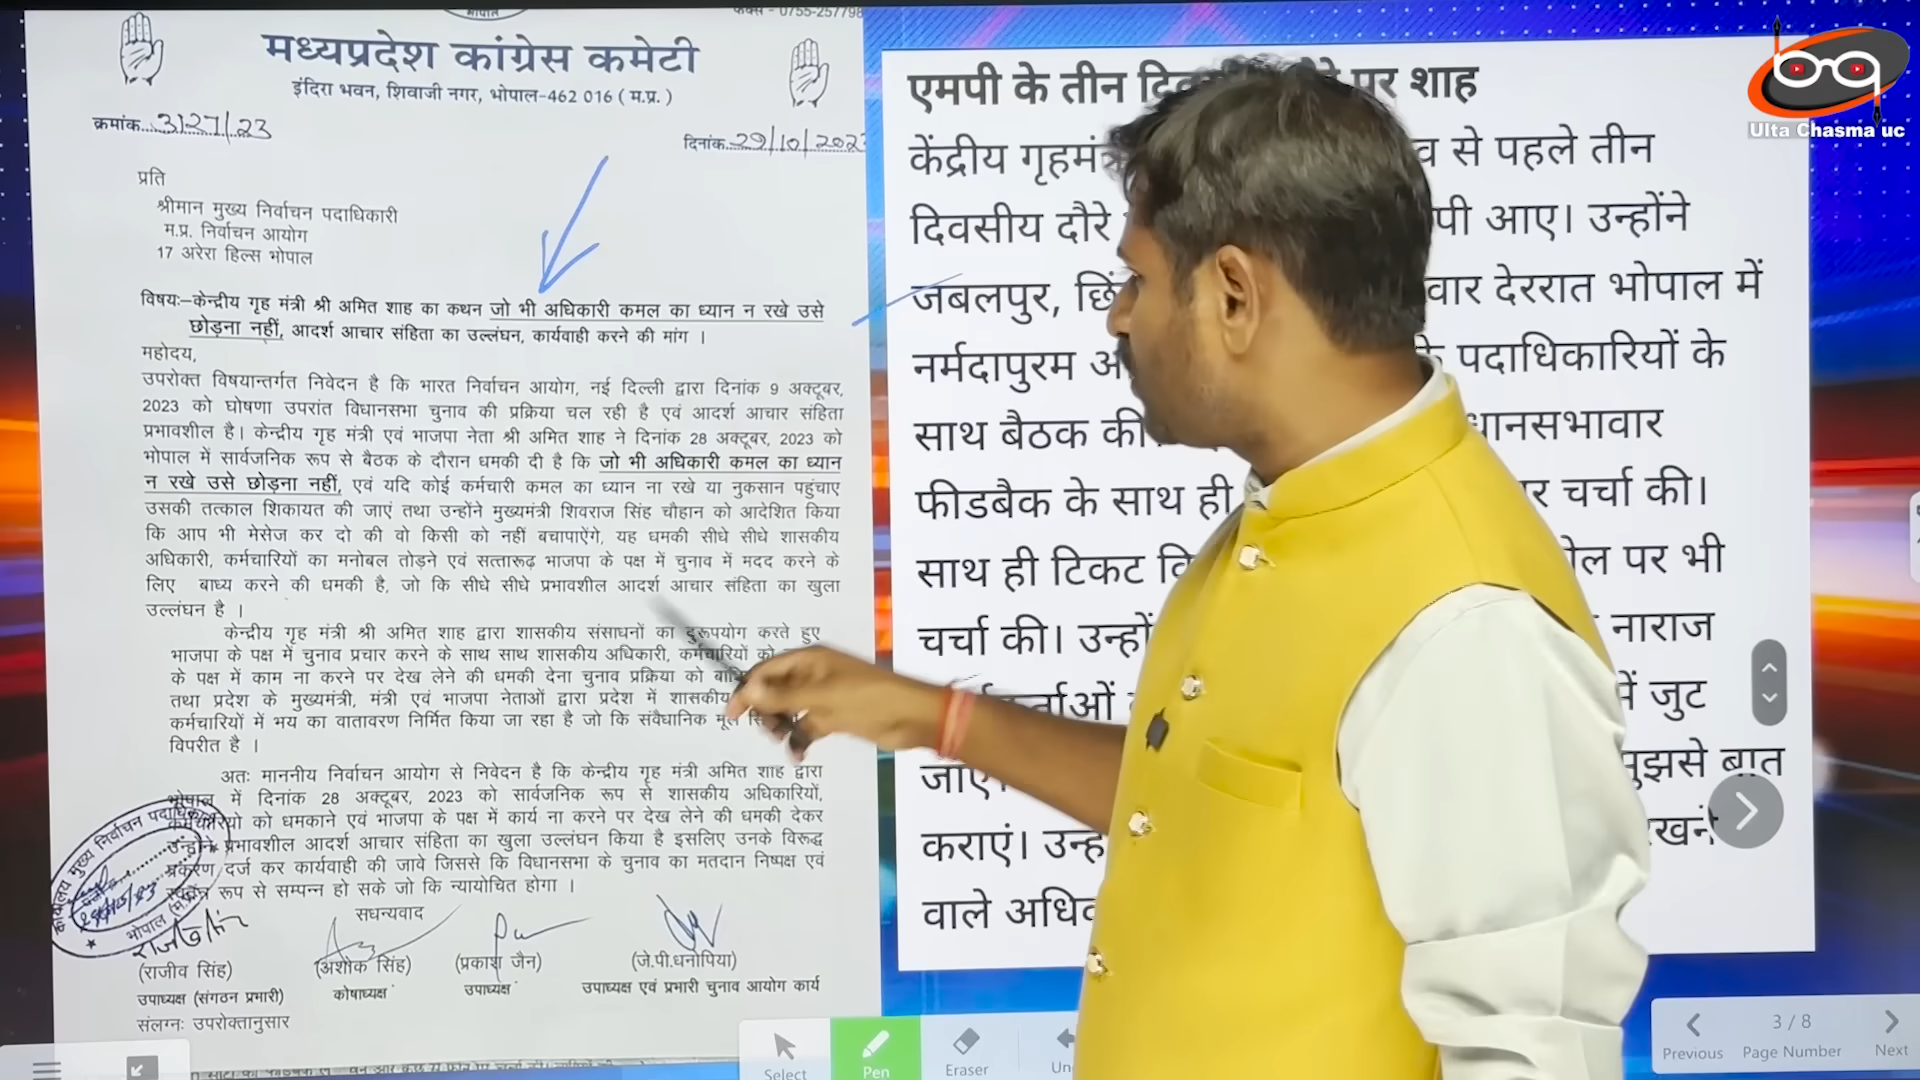 फैक्स - 0755-257798
मध्यप्रदेश कांग्रेस कमेटी
इंदिरा भवन, शिवाजी नगर, भोपाल-462 016 ( म.प्र. )
क्रमांक....3127/23
दिनांक..29/10/2023
प्रति
श्रीमान मुख्य निर्वाचन पदाधिकारी
म.प्र. निर्वाचन आयोग
17 अरेरा हिल्स भोपाल
विषयः–केन्द्रीय गृह मंत्री श्री अमित शाह का कथन जो भी अधिकारी कमल का ध्यान न रखे उसे
छोड़ना नहीं, आदर्श आचार संहिता का उल्लंघन, कार्यवाही करने की मांग ।
महोदय,
उपरोक्त विषयान्तर्गत निवेदन है कि भारत निर्वाचन आयोग, नई दिल्ली द्वारा दिनांक 9 अक्टूबर,
2023 को घोषणा उपरांत विधानसभा चुनाव की प्रक्रिया चल रही है एवं आदर्श आचार संहिता
प्रभावशील है। केन्द्रीय गृह मंत्री एवं भाजपा नेता श्री अमित शाह ने दिनांक 28 अक्टूबर, 2023 को
भोपाल में सार्वजनिक रूप से बैठक के दौरान धमकी दी है कि जो भी अधिकारी कमल का ध्यान
न रखे उसे छोड़ना नहीं, एवं यदि कोई कर्मचारी कमल का ध्यान ना रखे या नुकसान पहुंचाए
उसकी तत्काल शिकायत की जाएं तथा उन्होंने मुख्यमंत्री शिवराज सिंह चौहान को आदेशित किया
कि आप भी मेसेज कर दो की वो किसी को नहीं बचापाऐंगे, यह धमकी सीधे सीधे शासकीय
अधिकारी, कर्मचारियों का मनोबल तोड़ने एवं सत्तारूढ़ भाजपा के पक्ष में चुनाव में मदद करने के
लिए बाध्य करने की धमकी है, जो कि सीधे सीधे प्रभावशील आदर्श आचार संहिता का खुला
उल्लंघन है ।
केन्द्रीय गृह मंत्री श्री अमित शाह द्वारा शासकीय संसाधनों का दुरूपयोग करते हुए
भाजपा के पक्ष में चुनाव प्रचार करने के साथ साथ शासकीय अधिकारी, कर्मचारियों को
के पक्ष में काम ना करने पर देख लेने की धमकी देना चुनाव प्रक्रिया को
तथा प्रदेश के मुख्यमंत्री, मंत्री एवं भाजपा नेताओं द्वारा प्रदेश में शासकीय
कर्मचारियों में भय का वातावरण निर्मित किया जा रहा है जो कि संवैधानिक मूल
विपरीत है ।
अतः माननीय निर्वाचन आयोग से निवेदन है कि केन्द्रीय गृह मंत्री अमित शाह द्वारा
भोपाल में दिनांक 28 अक्टूबर, 2023 को सार्वजनिक रूप से शासकीय अधिकारियों,
कर्मचारियो को धमकाने एवं भाजपा के पक्ष में कार्य ना करने पर देख लेने की धमकी देकर
उन्होंने प्रभावशील आदर्श आचार संहिता का खुला उल्लंघन किया है इसलिए उनके विरूद्ध
प्रकरण दर्ज कर कार्यवाही की जावे जिससे कि विधानसभा के चुनाव का मतदान निष्पक्ष एवं
स्वतंत्र रूप से सम्पन्न हो सके जो कि न्यायोचित होगा ।
सधन्यवाद
कार्यालय मुख्य निर्वाचन पदाधिकारी
भोपाल (म.प्र.)
(राजीव सिंह)
उपाध्यक्ष (संगठन प्रभारी)
(अशोक सिंह)
कोषाध्यक्ष
(प्रकाश जैन)
उपाध्यक्ष
(जे.पी.धनोपिया)
उपाध्यक्ष एवं प्रभारी चुनाव आयोग कार्य
संलग्नः उपरोक्तानुसार
एमपी के तीन पर शाह
केंद्रीय से पहले तीन
दिवसीय दौरे आए। उन्होंने
जबलपुर, देररात भोपाल में
नर्मदापुरम पदाधिकारियों के
साथ बैठक की
फीडबैक के साथ ही चर्चा की।
साथ ही टिकट पर भी
चर्चा की। नाराज
में जुट
जाएं मुझसे बात
कराएं।
वाले
Ulta Chasma uc
Select
Pen
Eraser
3 / 8
Previous
Page Number
Next